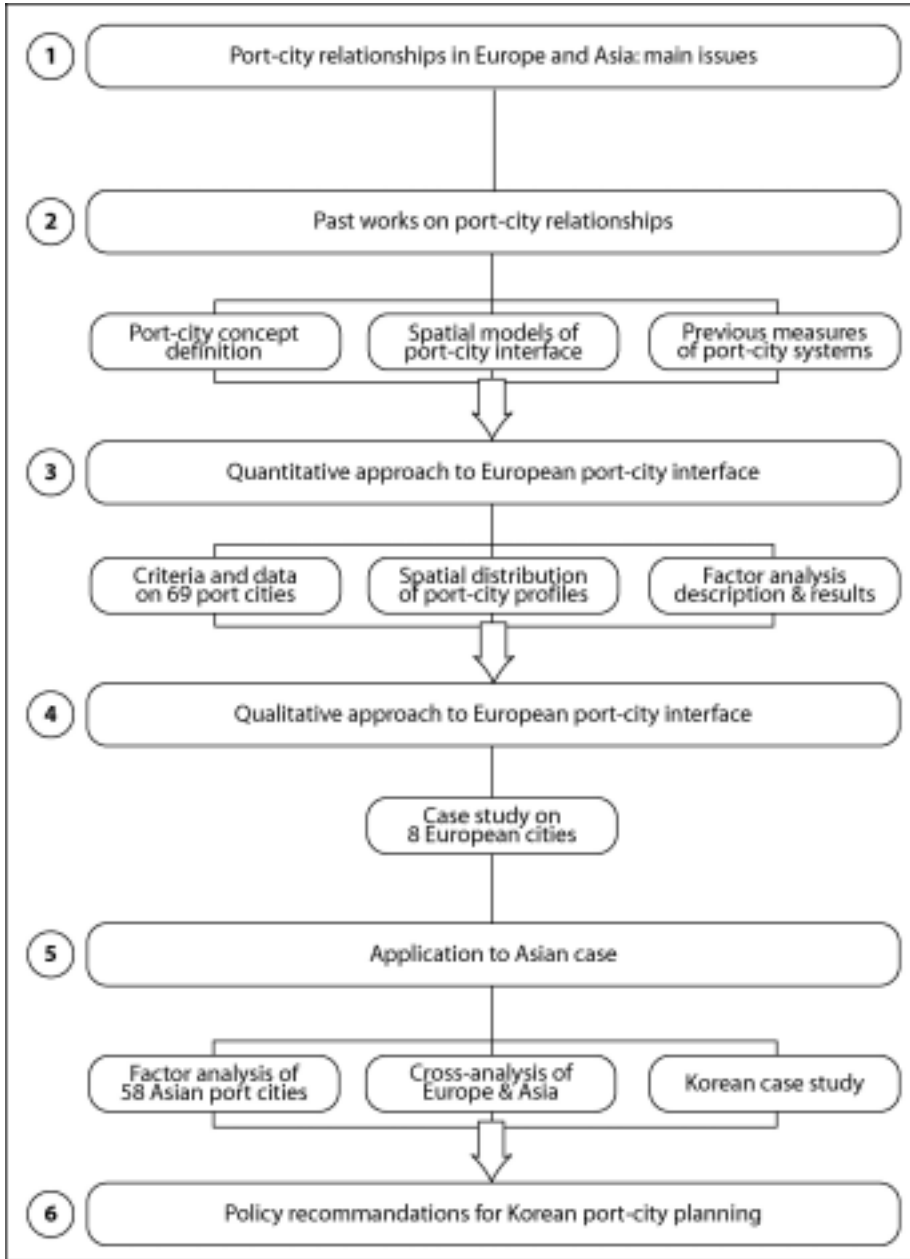 1
Port-city relationships in Europe and Asia: main issues
2
Past works on port-city relationships
Port-city concept
definition
Spatial models of
port-city interface
Previous measures
of port-city systems
3
Quantitative approach to European port-city interface
Criteria and data
on 69 port cities
Spatial distribution
of port-city profiles
Factor analysis
description & results
4
Qualitative approach to European port-city interface
Case study on
8 European cities
5
Application to Asian case
Factor analysis of
58 Asian port cities
Cross-analysis of
Europe & Asia
Korean case study
6
Policy recommandations for Korean port-city planning